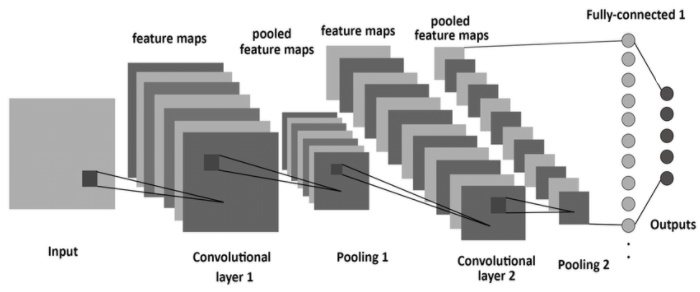 feature maps
pooled
feature maps
feature maps
pooled
feature maps
Fully-connected 1
Input
Convolutional
layer 1
Pooling 1
Convolutional
layer 2
Pooling 2
Outputs